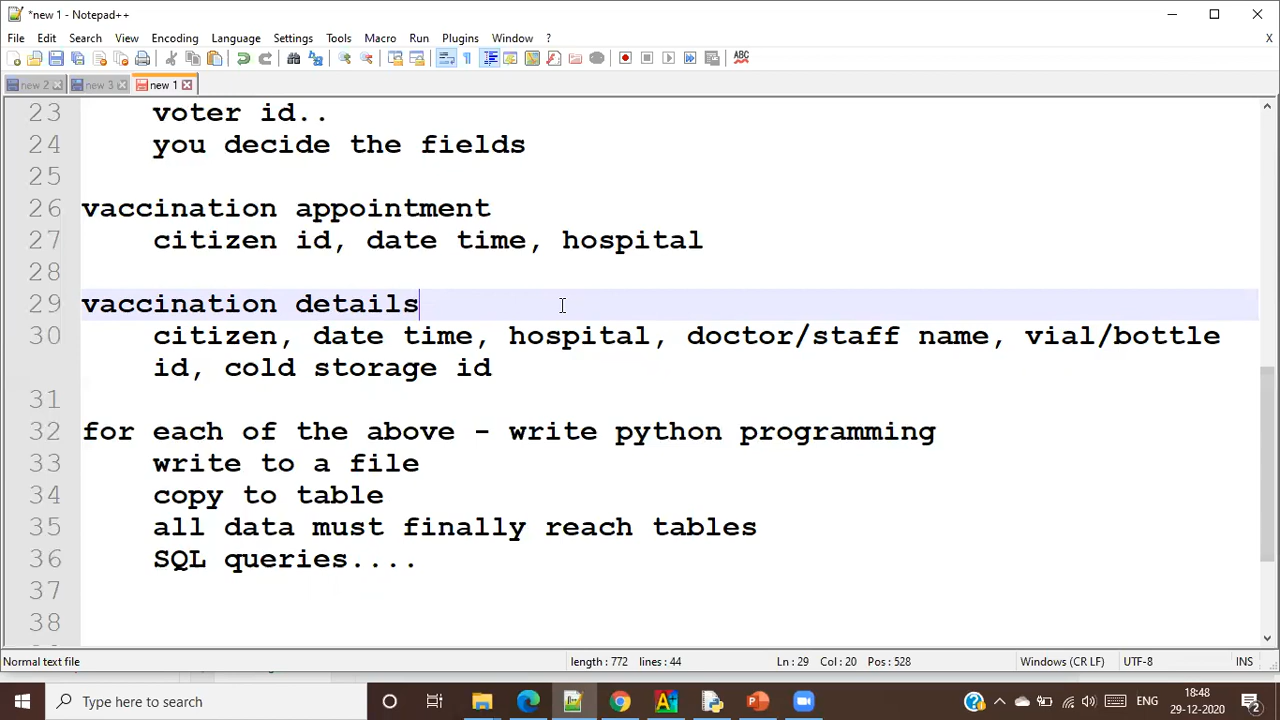 *new 1 - Notepad++
File Edit Search View Encoding Language Settings Tools Macro Run Plugins Window ? X
new 2 new 3 new 1
23 voter id..
24 you decide the fields
25
26 vaccination appointment
27 citizen id, date time, hospital
28
29 vaccination details
30 citizen, date time, hospital, doctor/staff name, vial/bottle
id, cold storage id
31
32 for each of the above - write python programming
33 write to a file
34 copy to table
35 all data must finally reach tables
36 SQL queries....
37
38
Normal text file length : 772 lines : 44 Ln : 29 Col : 20 Pos : 528 Windows (CR LF) UTF-8 INS
Type here to search ENG 18:48
29-12-2020 2